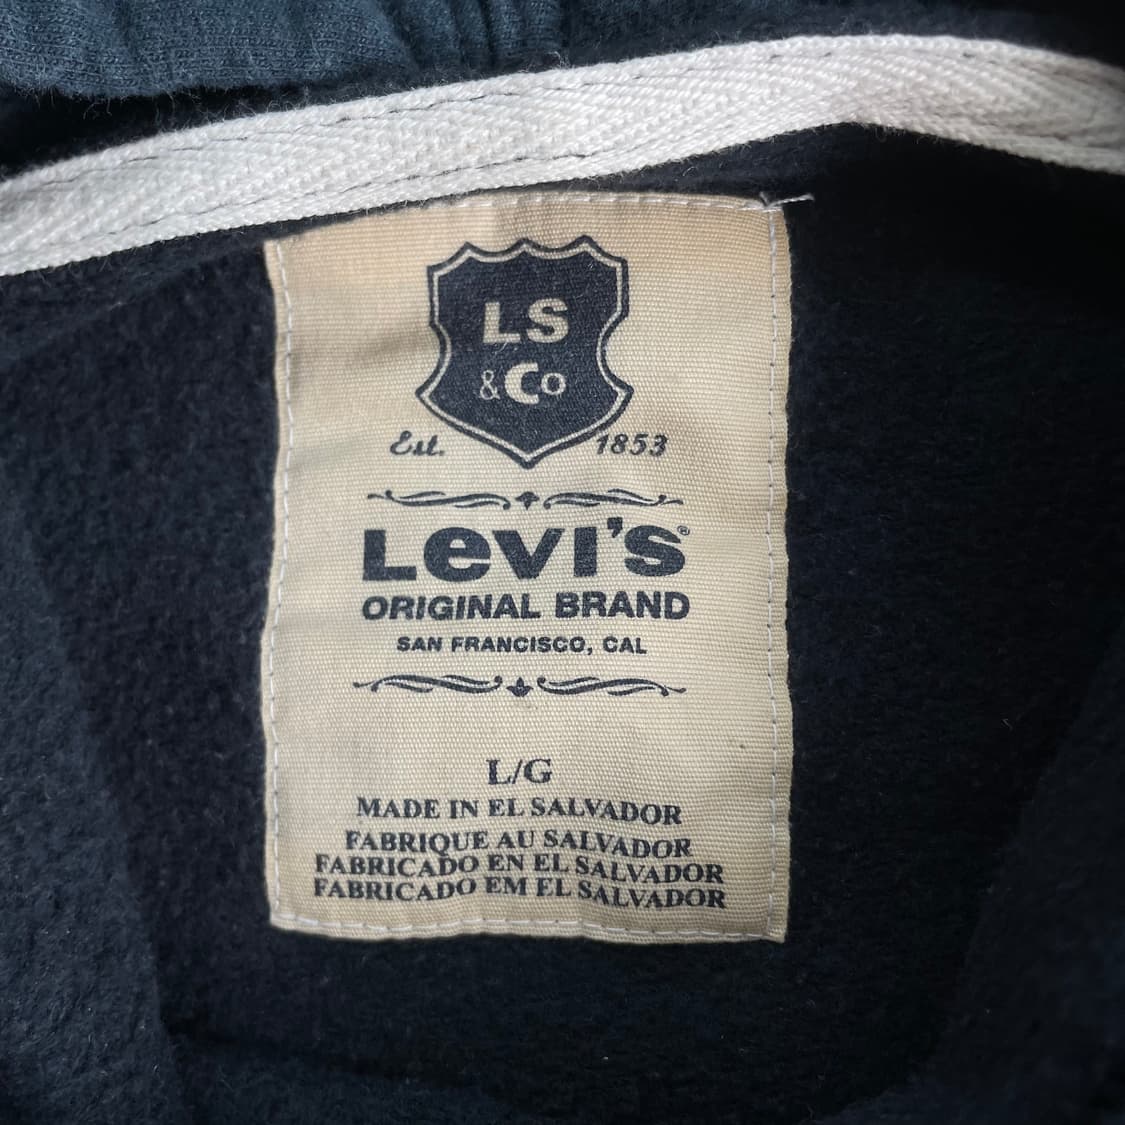 LS
&Co
Est. 1853
Levi's®
ORIGINAL BRAND
SAN FRANCISCO, CAL
L/G
MADE IN EL SALVADOR
FABRIQUE AU SALVADOR
FABRICADO EN EL SALVADOR
FABRICADO EM EL SALVADOR